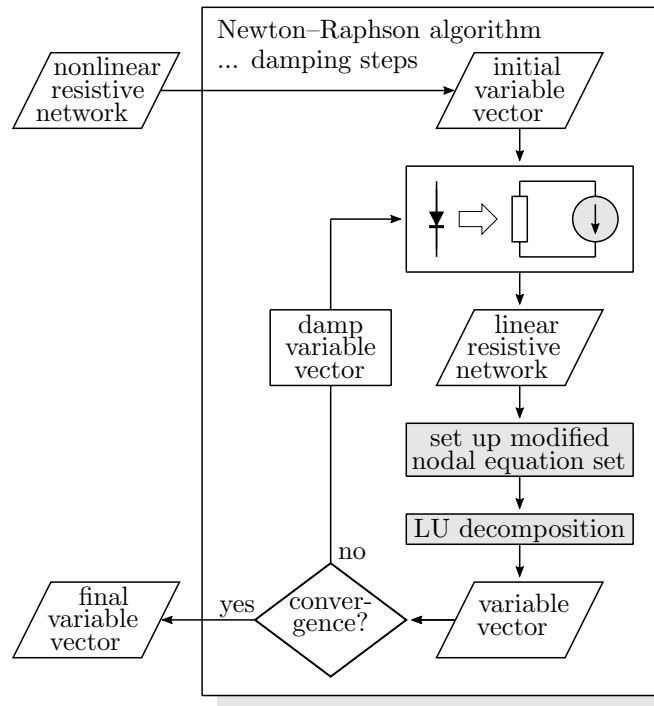 Newton–Raphson algorithm
... damping steps
nonlinear
resistive
network
initial
variable
vector
damp
variable
vector
linear
resistive
network
set up modified
nodal equation set
LU decomposition
no
final
variable
vector
yes
conver-
gence?
variable
vector